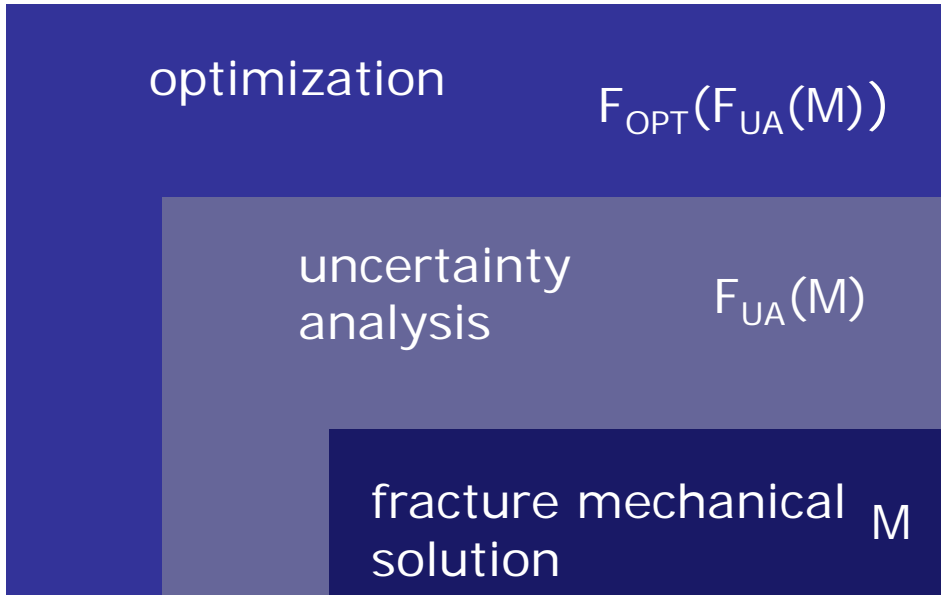 optimization
F_OPT(F_UA(M))
uncertainty
analysis
F_UA(M)
fracture mechanical
solution
M